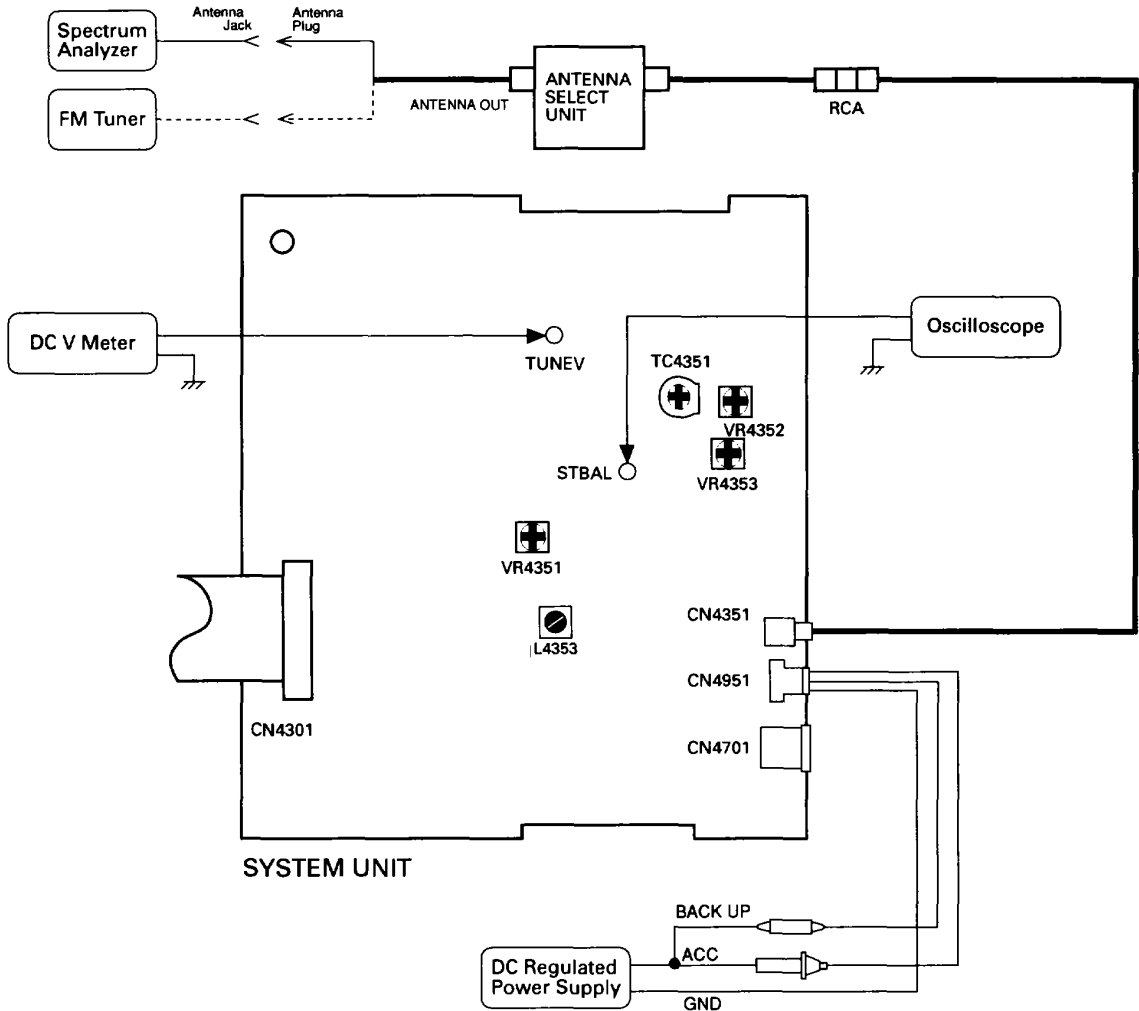 Spectrum
Analyzer
Antenna
Jack
Antenna
Plug
FM Tuner
ANTENNA OUT
ANTENNA
SELECT
UNIT
RCA
DC V Meter
TUNEV
Oscilloscope
TC4351
VR4352
VR4353
STBAL
VR4351
L4353
CN4351
CN4951
CN4701
CN4301
SYSTEM UNIT
BACK UP
ACC
DC Regulated
Power Supply
GND